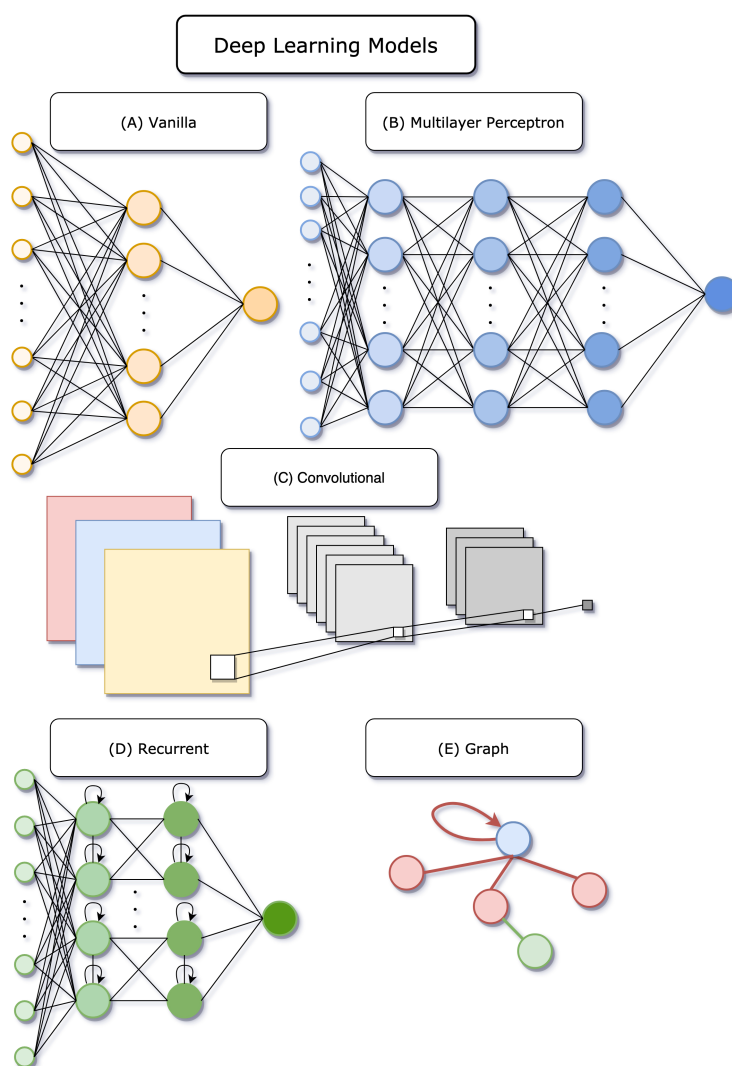 Deep Learning Models
(A) Vanilla
(B) Multilayer Perceptron
(C) Convolutional
(D) Recurrent
(E) Graph